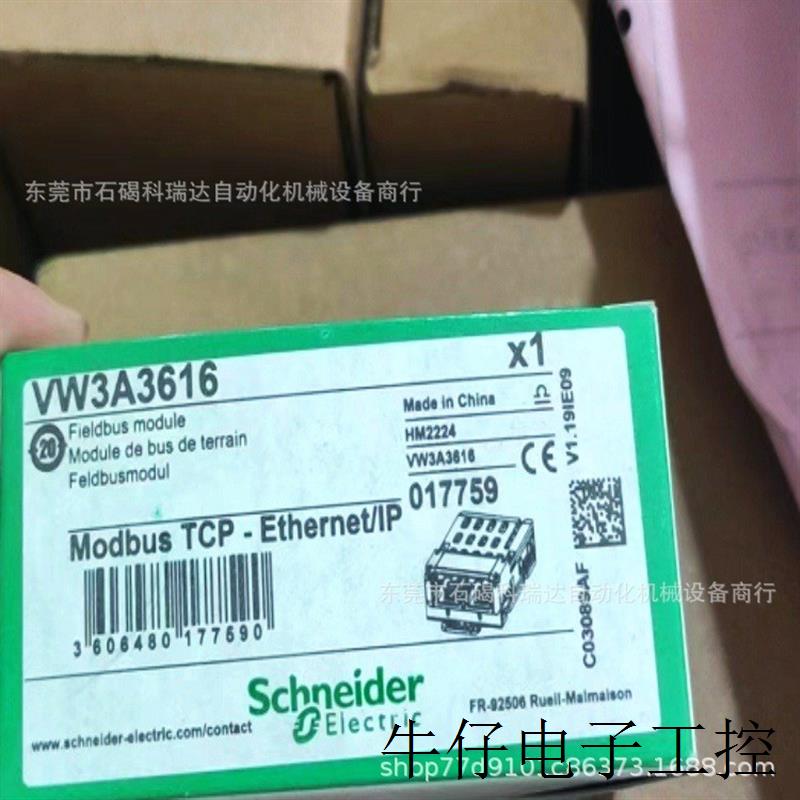 东莞市石碣科瑞达自动化机械设备商行
VW3A3616
x1
20
Fieldbus module
Module de bus de terrain
Feldbusmodul
Made in China
HM2224
VW3A3616
CE
V1.19IE09
017759
Modbus TCP - Ethernet/IP
东莞市石碣科瑞达自动化机械设备商行
3 606480 177590
Schneider
Electric
www.schneider-electric.com/contact
FR-92506 Rueil-Malmaison
牛仔电子工控